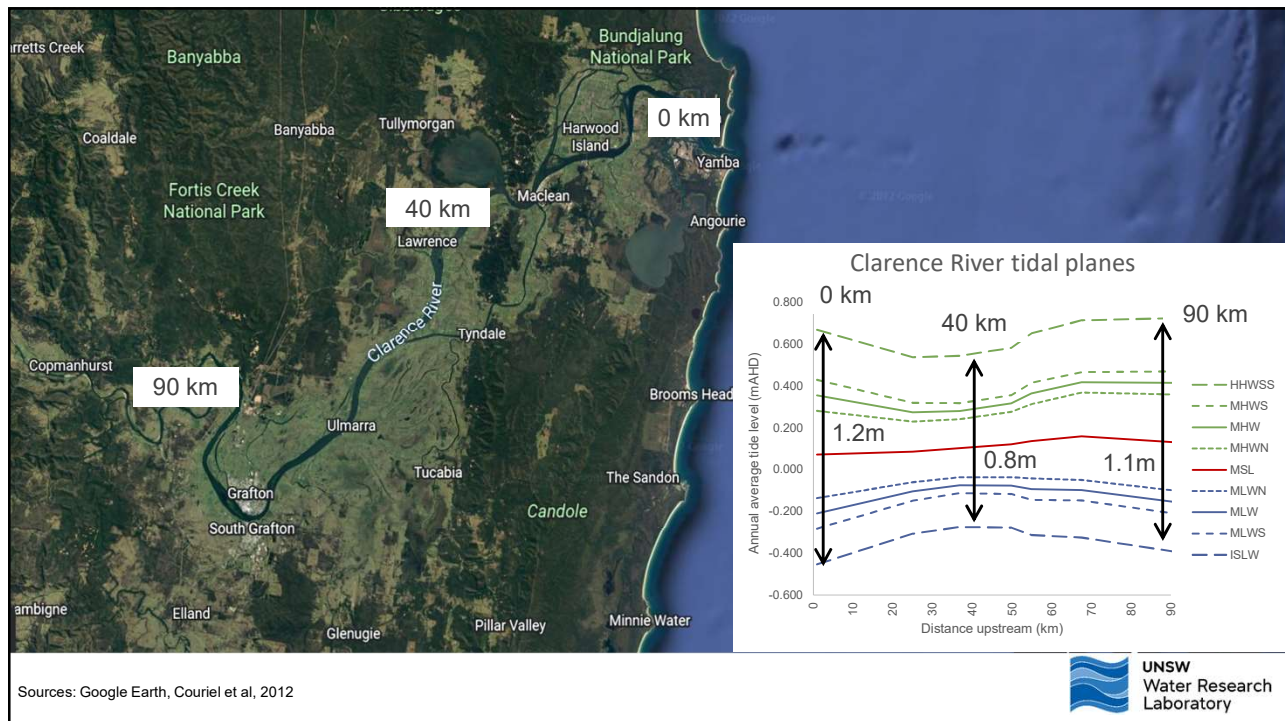 Gibberagee
Bundjalung
National Park
rretts Creek
Banyabba
Coaldale
Banyabba
Tullymorgan
Harwood
Island
0 km
Yamba
Fortis Creek
National Park
Maclean
40 km
Lawrence
Angourie
©2012 Google
Clarence River
Tyndale
Copmanhurst
90 km
Brooms Head
Ulmarra
Tucabia
The Sandon
Grafton
South Grafton
Candole
ambigne
Elland
Glenugie
Pillar Valley
Minnie Water
Clarence River tidal planes
0 km
40 km
90 km
1.2m
0.8m
1.1m
Annual average tide level (mAHD)
0.800
0.600
0.400
0.200
0.000
-0.200
-0.400
-0.600
0
10
20
30
40
50
60
70
80
90
Distance upstream (km)
HHWSS
MHWS
MHW
MHWN
MSL
MLWN
MLW
MLWS
ISLW
Sources: Google Earth, Couriel et al, 2012
UNSW
Water Research
Laboratory